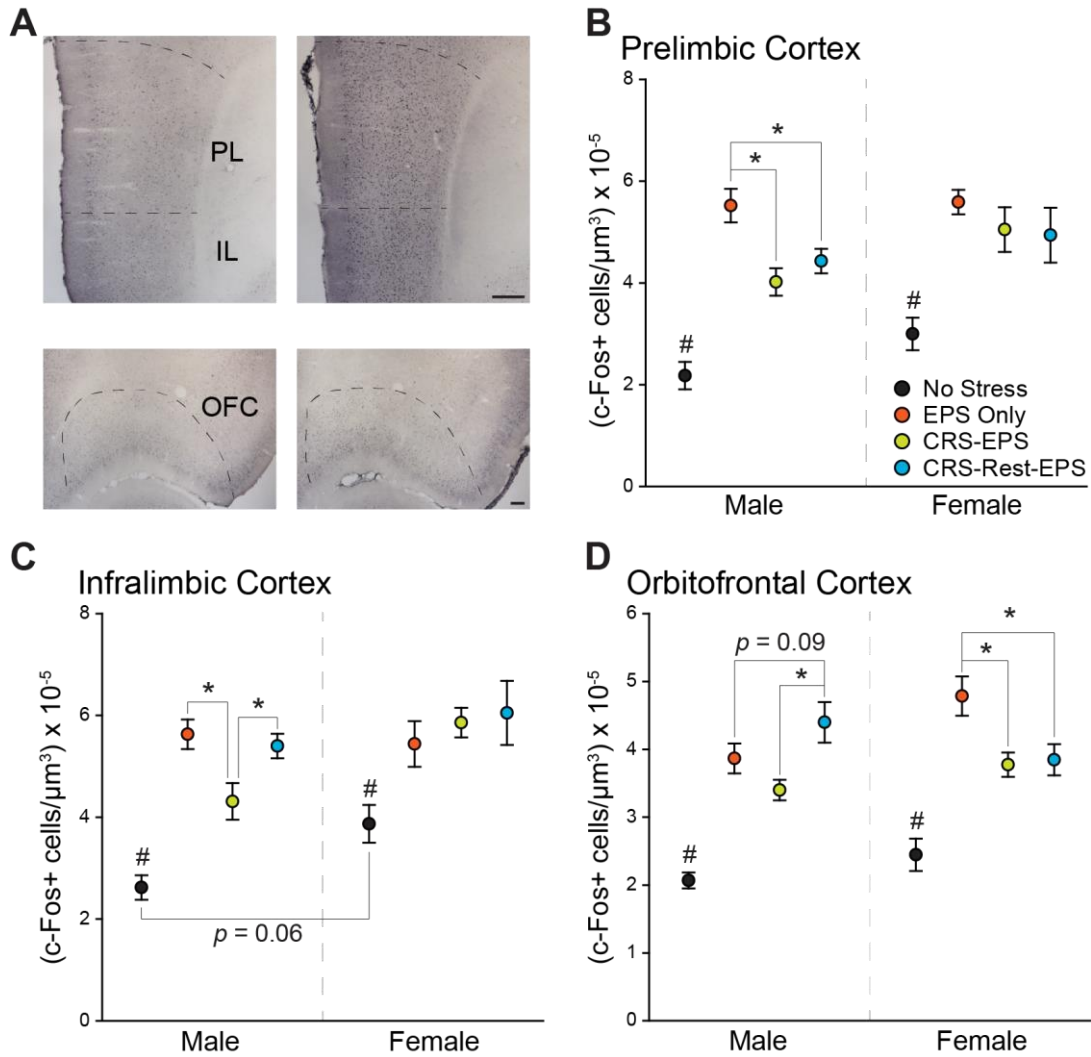 A
PL
IL
OFC
B
Prelimbic Cortex
(c-Fos+ cells/µm³) x 10⁻⁵
8
6
4
2
0
*
*
#
#
No Stress
EPS Only
CRS-EPS
CRS-Rest-EPS
Male
Female
C
Infralimbic Cortex
(c-Fos+ cells/µm³) x 10⁻⁵
8
6
4
2
0
*
*
#
#
p = 0.06
Male
Female
D
Orbitofrontal Cortex
(c-Fos+ cells/µm³) x 10⁻⁵
6
5
4
3
2
1
0
p = 0.09
*
*
*
#
#
Male
Female